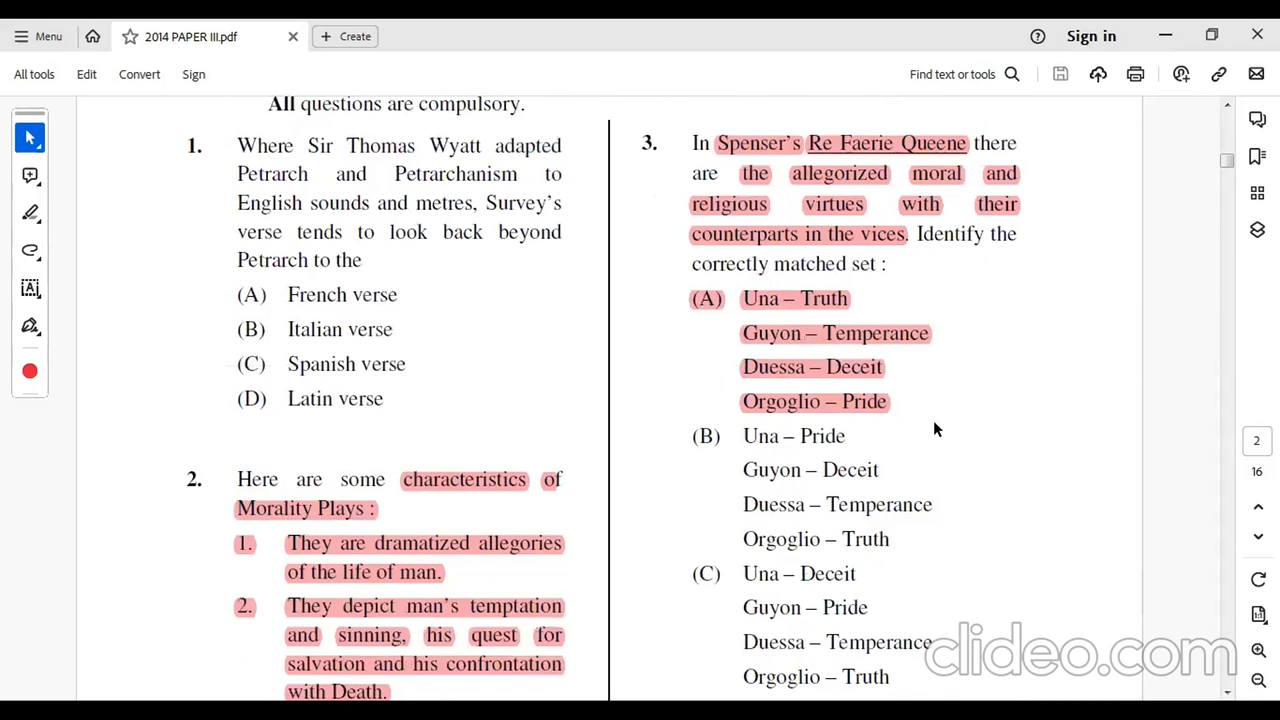 Menu
2014 PAPER III.pdf
Create
Sign in
All tools
Edit
Convert
Sign
Find text or tools
All questions are compulsory.
1. Where Sir Thomas Wyatt adapted
Petrarch and Petrarchanism to
English sounds and metres, Survey's
verse tends to look back beyond
Petrarch to the
(A) French verse
(B) Italian verse
(C) Spanish verse
(D) Latin verse
2. Here are some characteristics of
Morality Plays :
1. They are dramatized allegories
of the life of man.
2. They depict man's temptation
and sinning, his quest for
salvation and his confrontation
with Death.
3. In Spenser's Re Faerie Queene there
are the allegorized moral and
religious virtues with their
counterparts in the vices. Identify the
correctly matched set :
(A) Una – Truth
Guyon – Temperance
Duessa – Deceit
Orgoglio – Pride
(B) Una – Pride
Guyon – Deceit
Duessa – Temperance
Orgoglio – Truth
(C) Una – Deceit
Guyon – Pride
Duessa – Temperance
Orgoglio – Truth
2
16
clideo.com